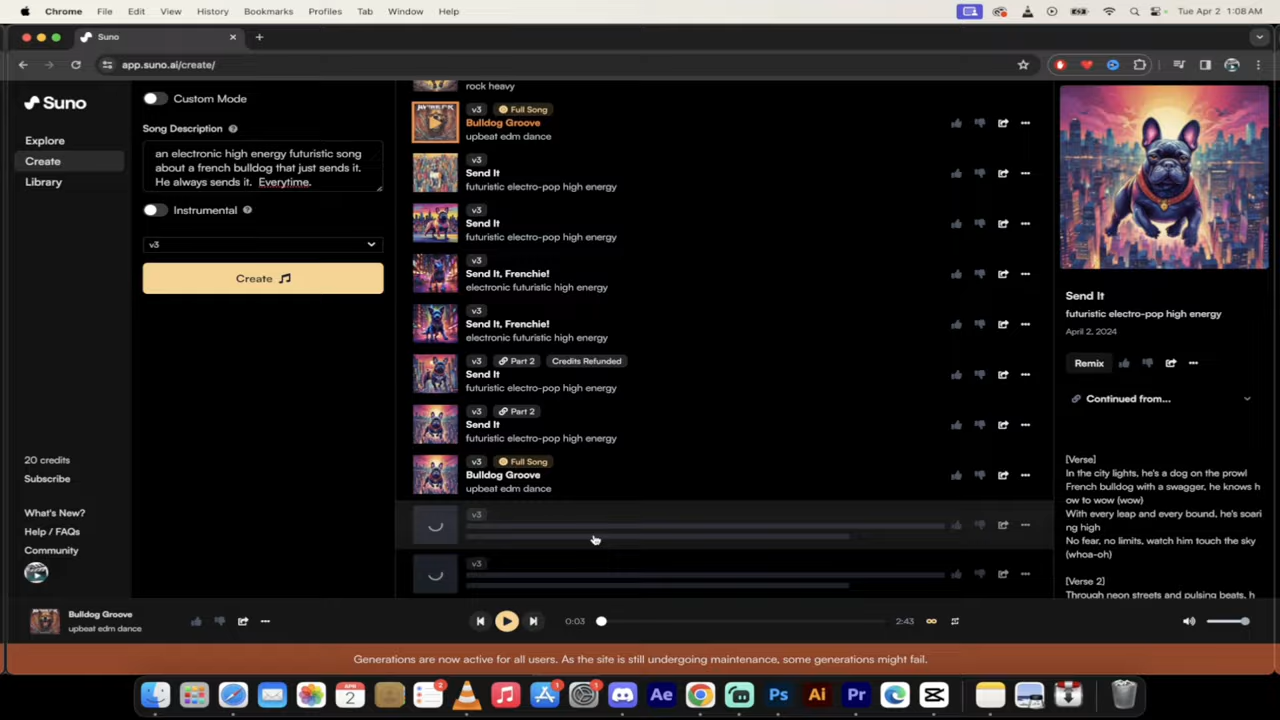 Chrome File Edit View History Bookmarks Profiles Tab Window Help Tue Apr 2 1:08 AM
Suno
app.suno.ai/create/
Suno
Explore
Create
Library
20 credits
Subscribe
What's New?
Help / FAQs
Community
Custom Mode
Song Description
an electronic high energy futuristic song
about a french bulldog that just sends it.
He always sends it. Everytime.
Instrumental
v3
Create
rock heavy
v3 Full Song
Bulldog Groove
upbeat edm dance
v3
Send It
futuristic electro-pop high energy
v3
Send It
futuristic electro-pop high energy
v3
Send It, Frenchie!
electronic futuristic high energy
v3
Send It, Frenchie!
electronic futuristic high energy
v3 Part 2 Credits Refunded
Send It
futuristic electro-pop high energy
v3 Part 2
Send It
futuristic electro-pop high energy
v3 Full Song
Bulldog Groove
upbeat edm dance
v3
v3
Send It
futuristic electro-pop high energy
April 2, 2024
Remix
Continued from...
[Verse]
In the city lights, he's a dog on the prowl
French bulldog with a swagger, he knows h
ow to wow (wow)
With every leap and every bound, he's soari
ng high
No fear, no limits, watch him touch the sky
(whoa-oh)
[Verse 2]
Through neon streets and pulsing beats, h
Bulldog Groove
upbeat edm dance
0:03 2:43
Generations are now active for all users. As the site is still undergoing maintenance, some generations might fail.
APR
2
2
1
1
Ae
Ps
Ai
Pr